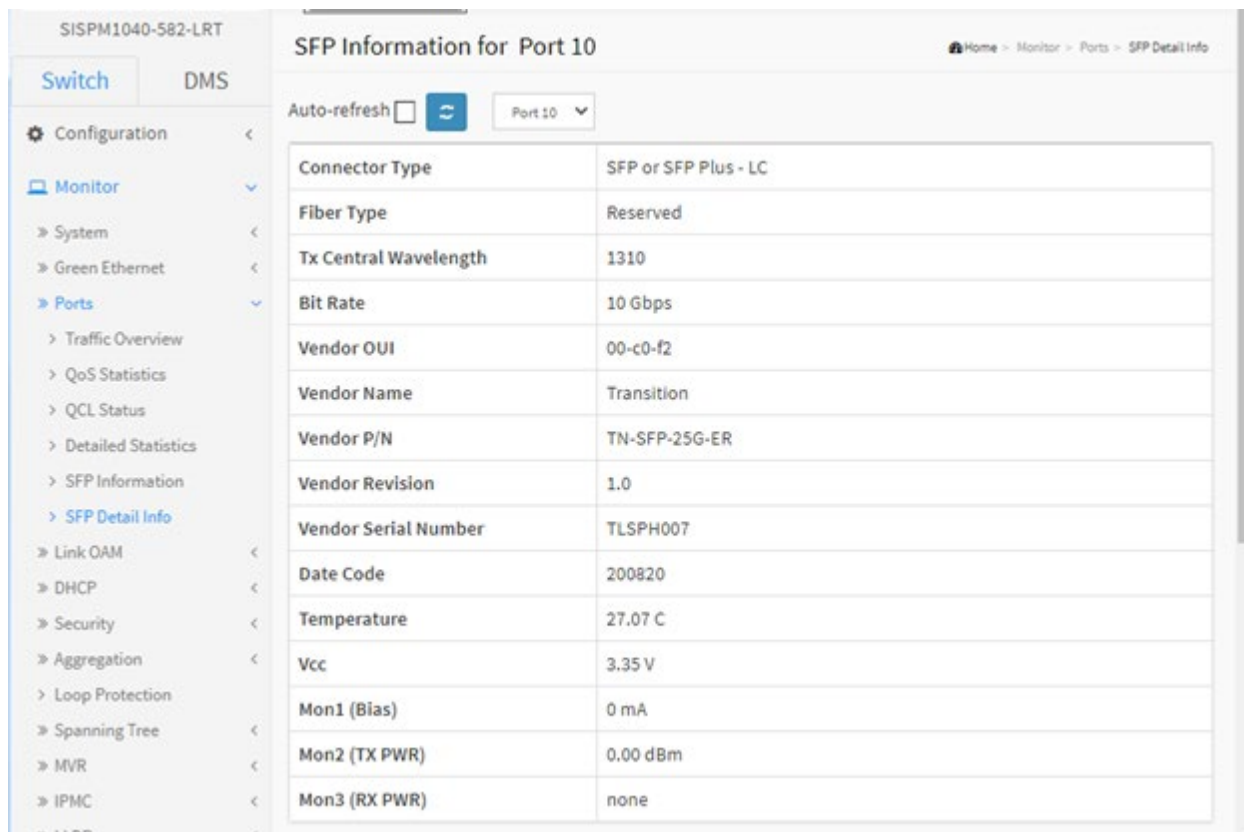 SISPM1040-582-LRT
Switch DMS
Configuration
Monitor
System
Green Ethernet
Ports
Traffic Overview
QoS Statistics
QCL Status
Detailed Statistics
SFP Information
SFP Detail Info
Link OAM
DHCP
Security
Aggregation
Loop Protection
Spanning Tree
MVR
IPMC
SFP Information for Port 10
Home > Monitor > Ports > SFP Detail Info
Auto-refresh Port 10
Connector Type SFP or SFP Plus - LC
Fiber Type Reserved
Tx Central Wavelength 1310
Bit Rate 10 Gbps
Vendor OUI 00-c0-f2
Vendor Name Transition
Vendor P/N TN-SFP-25G-ER
Vendor Revision 1.0
Vendor Serial Number TLSPH007
Date Code 200820
Temperature 27.07 C
Vcc 3.35 V
Mon1 (Bias) 0 mA
Mon2 (TX PWR) 0.00 dBm
Mon3 (RX PWR) none